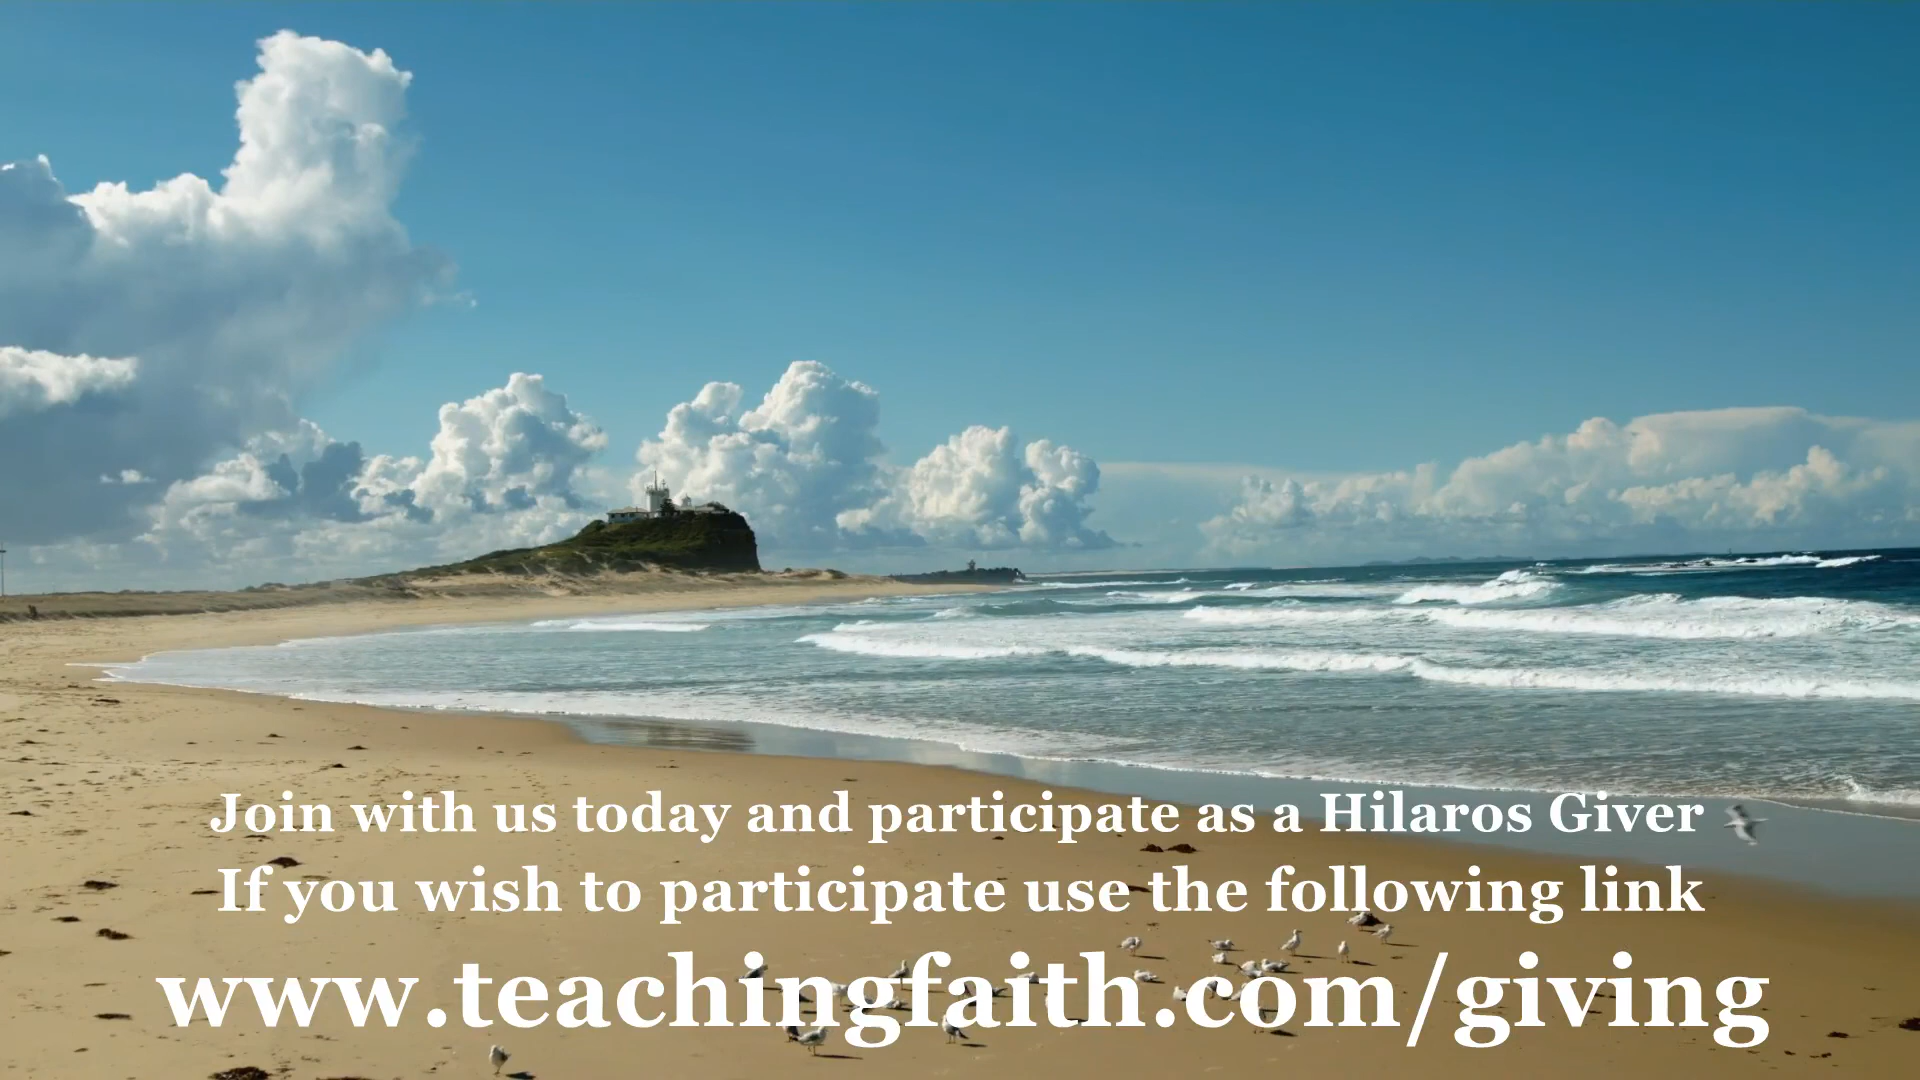 Join with us today and participate as a Hilaros Giver
If you wish to participate use the following link
www.teachingfaith.com/giving